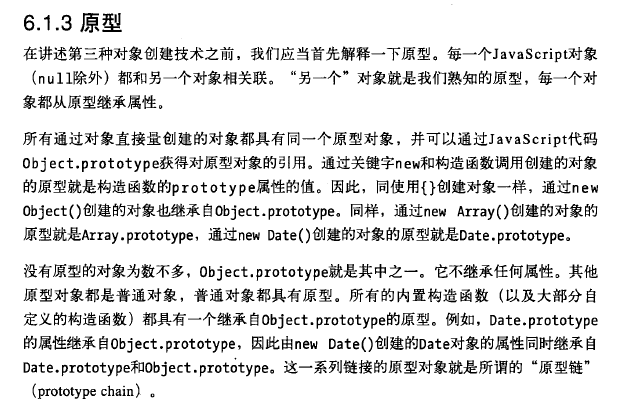 6.1.3 原型
在讲述第三种对象创建技术之前，我们应当首先解释一下原型。每一个JavaScript对象
（null除外）都和另一个对象相关联。“另一个”对象就是我们熟知的原型，每一个对
象都从原型继承属性。
所有通过对象直接量创建的对象都具有同一个原型对象，并可以通过JavaScript代码
Object.prototype获得对原型对象的引用。通过关键字new和构造函数调用创建的对象
的原型就是构造函数的prototype属性的值。因此，同使用{}创建对象一样，通过new
Object()创建的对象也继承自Object.prototype。同样，通过new Array()创建的对象的
原型就是Array.prototype，通过new Date()创建的对象的原型就是Date.prototype。
没有原型的对象为数不多，Object.prototype就是其中之一。它不继承任何属性。其他
原型对象都是普通对象，普通对象都具有原型。所有的内置构造函数（以及大部分自
定义的构造函数）都具有一个继承自Object.prototype的原型。例如，Date.prototype
的属性继承自Object.prototype，因此由new Date()创建的Date对象的属性同时继承自
Date.prototype和Object.prototype。这一系列链接的原型对象就是所谓的“原型链”
（prototype chain）。